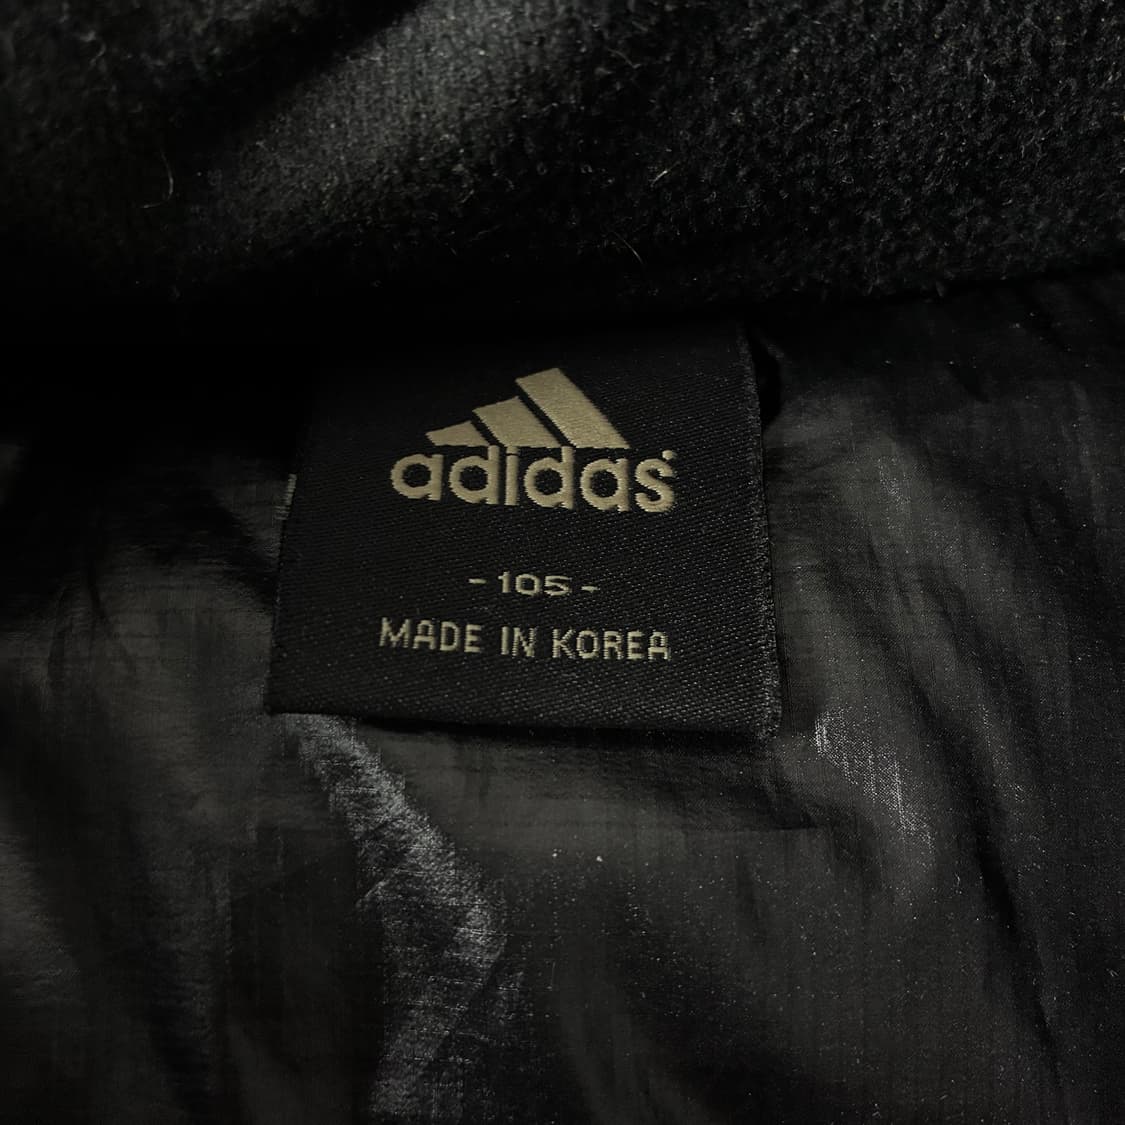 adidas
- 105 -
MADE IN KOREA